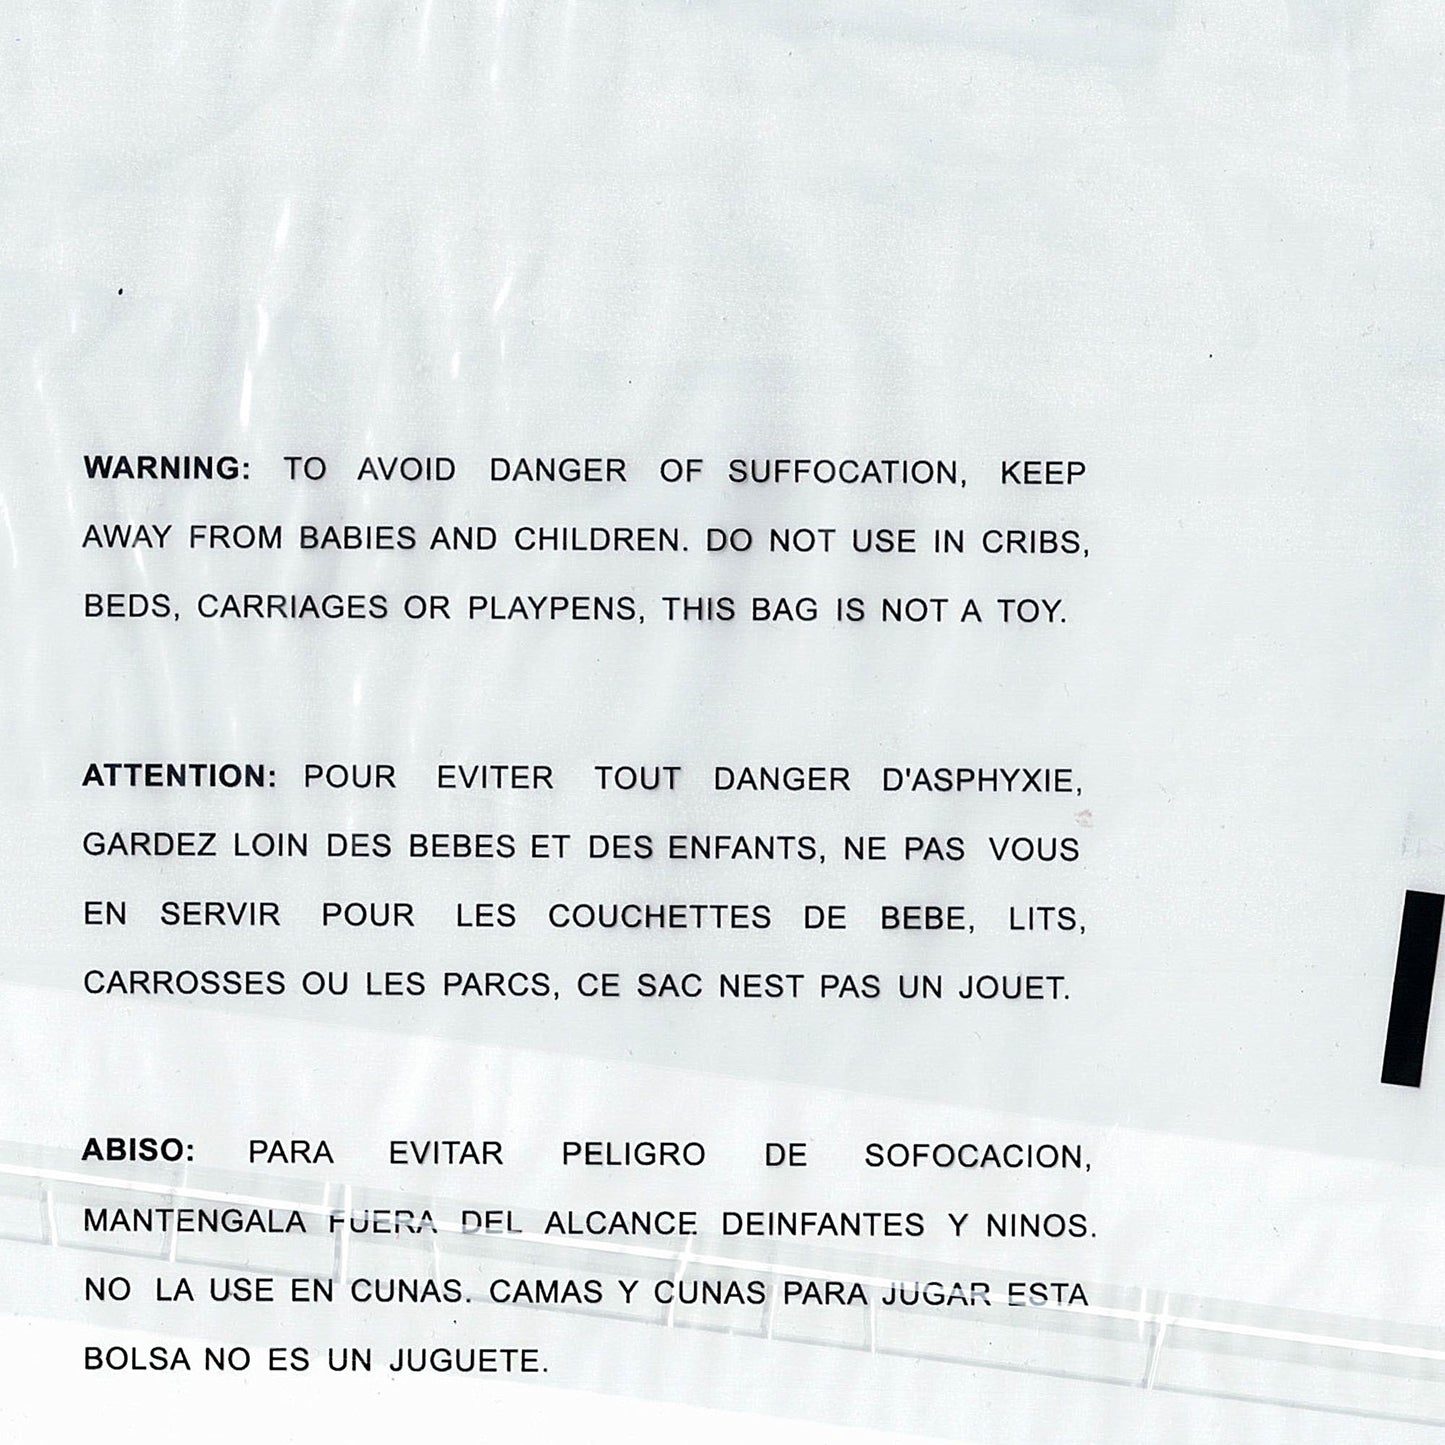 WARNING: TO AVOID DANGER OF SUFFOCATION, KEEP
AWAY FROM BABIES AND CHILDREN. DO NOT USE IN CRIBS,
BEDS, CARRIAGES OR PLAYPENS, THIS BAG IS NOT A TOY.
ATTENTION: POUR EVITER TOUT DANGER D'ASPHYXIE,
GARDEZ LOIN DES BEBES ET DES ENFANTS, NE PAS VOUS
EN SERVIR POUR LES COUCHETTES DE BEBE, LITS,
CARROSSES OU LES PARCS, CE SAC NEST PAS UN JOUET.
ABISO: PARA EVITAR PELIGRO DE SOFOCACION,
MANTENGALA FUERA DEL ALCANCE DEINFANTES Y NINOS.
NO LA USE EN CUNAS. CAMAS Y CUNAS PARA JUGAR ESTA
BOLSA NO ES UN JUGUETE.